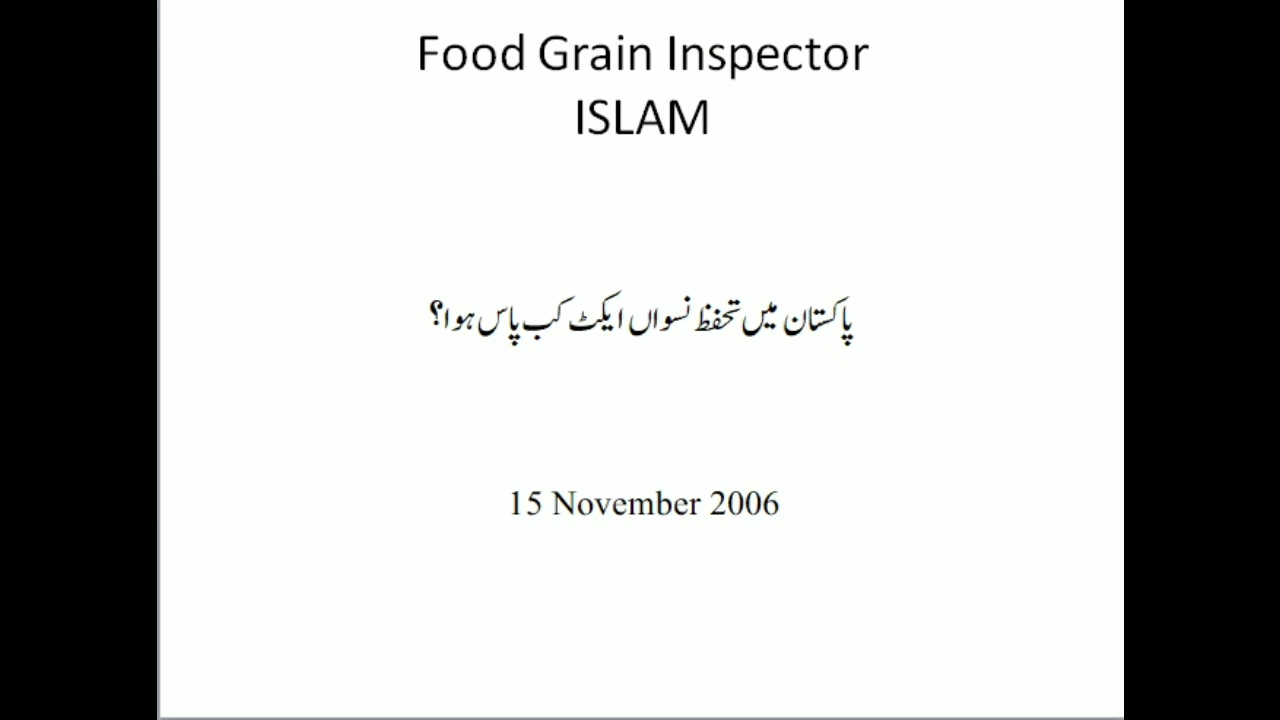 Food Grain Inspector
ISLAM
پاکستان میں تحفظ نسواں ایکٹ کب پاس ہوا؟
15 November 2006